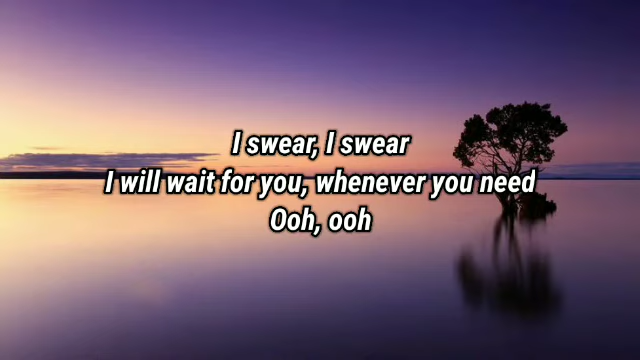 I swear, I swear
I will wait for you, whenever you need
Ooh, ooh